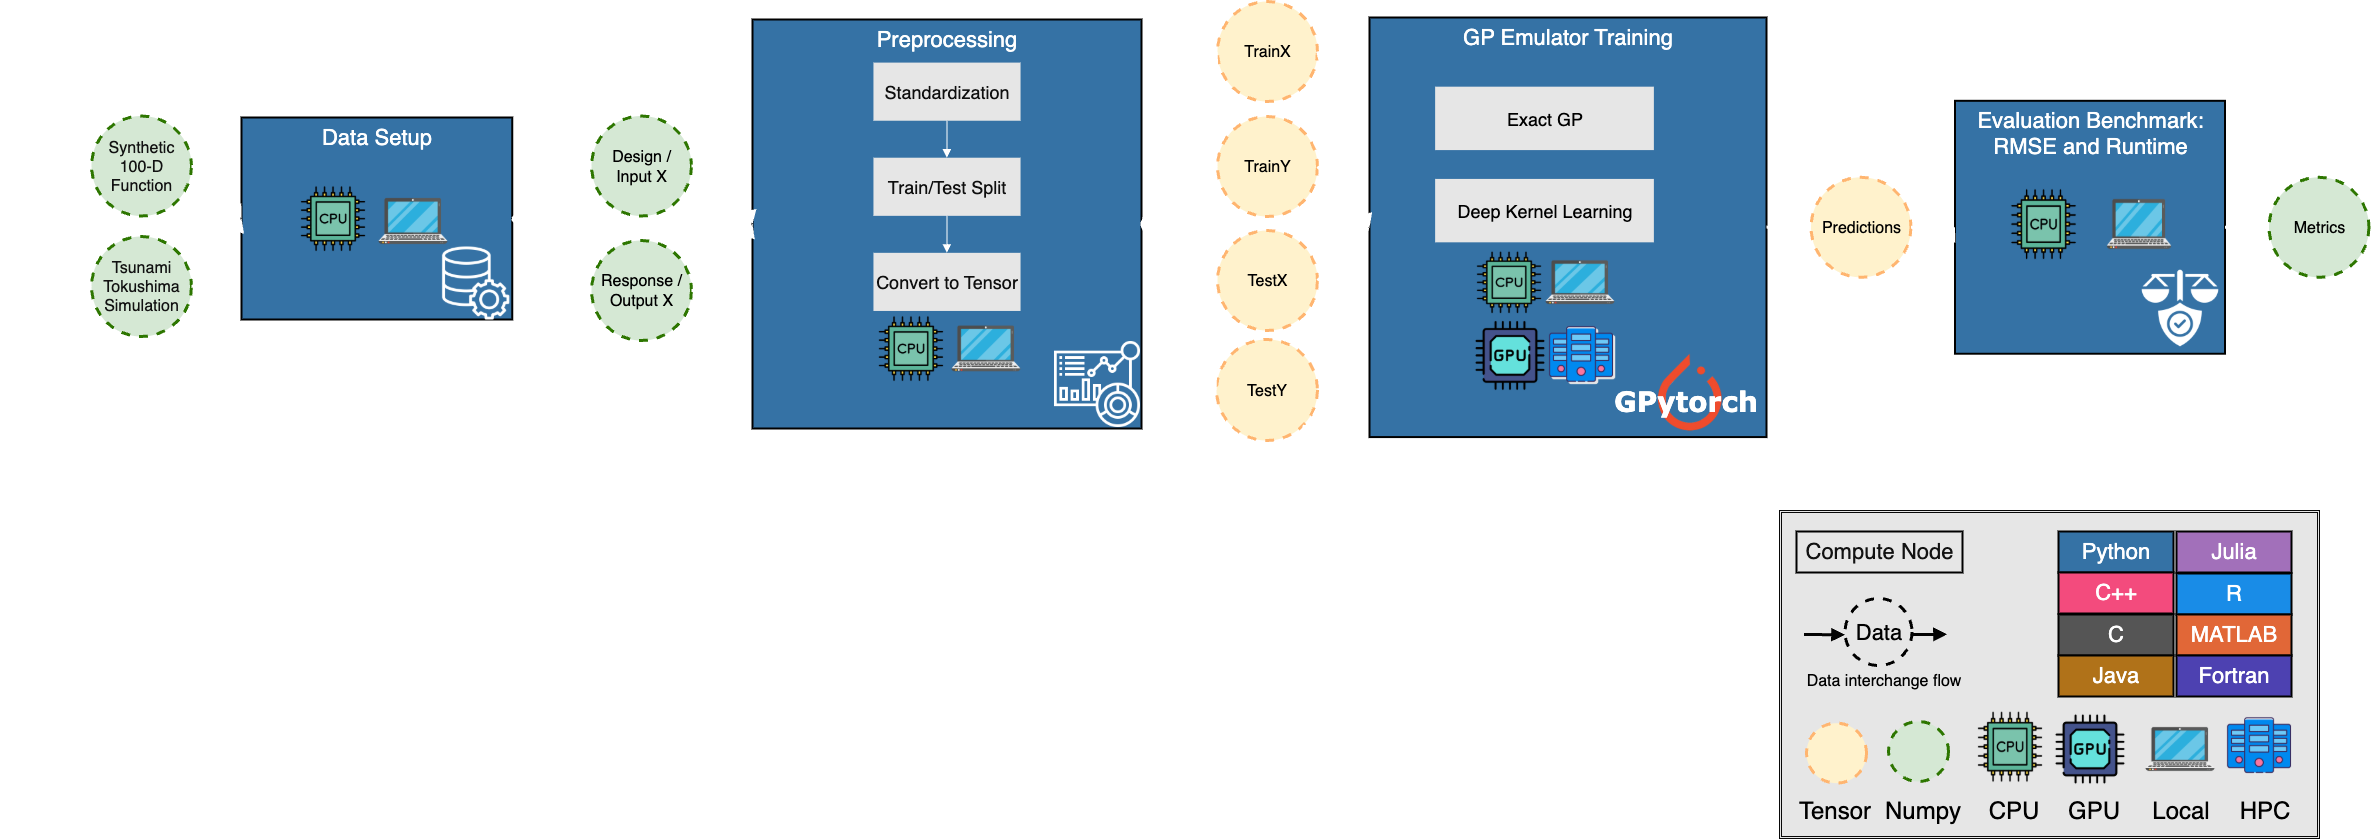 Synthetic
100-D
Function
Tsunami
Tokushima
Simulation
Data Setup
CPU
Design /
Input X
Response /
Output X
Preprocessing
Standardization
Train/Test Split
Convert to Tensor
CPU
TrainX
TrainY
TestX
TestY
GP Emulator Training
Exact GP
Deep Kernel Learning
CPU
GPU
GPytorch
Predictions
Evaluation Benchmark:
RMSE and Runtime
CPU
Metrics
Compute Node
Data
Data interchange flow
Python
Julia
C++
R
C
MATLAB
Java
Fortran
CPU
GPU
Tensor
Numpy
CPU
GPU
Local
HPC